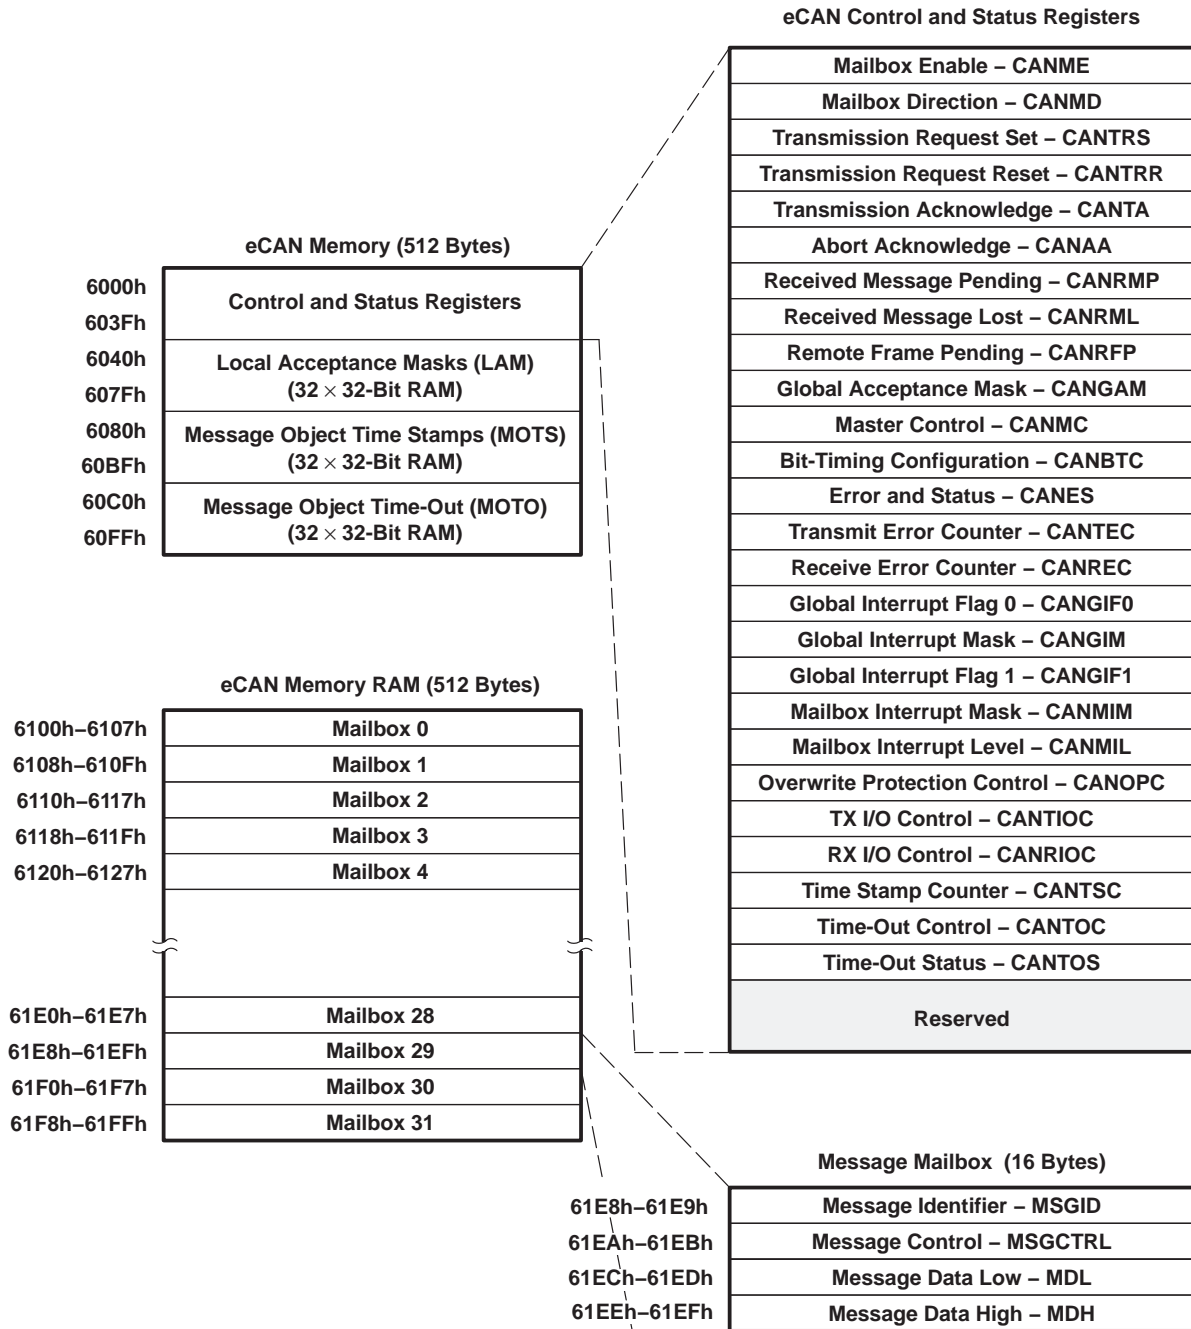 eCAN Control and Status Registers
Mailbox Enable – CANME
Mailbox Direction – CANMD
Transmission Request Set – CANTRS
Transmission Request Reset – CANTRR
Transmission Acknowledge – CANTA
Abort Acknowledge – CANAA
Received Message Pending – CANRMP
Received Message Lost – CANRML
Remote Frame Pending – CANRFP
Global Acceptance Mask – CANGAM
Master Control – CANMC
Bit-Timing Configuration – CANBTC
Error and Status – CANES
Transmit Error Counter – CANTEC
Receive Error Counter – CANREC
Global Interrupt Flag 0 – CANGIF0
Global Interrupt Mask – CANGIM
Global Interrupt Flag 1 – CANGIF1
Mailbox Interrupt Mask – CANMIM
Mailbox Interrupt Level – CANMIL
Overwrite Protection Control – CANOPC
TX I/O Control – CANTIOC
RX I/O Control – CANRIOC
Time Stamp Counter – CANTSC
Time-Out Control – CANTOC
Time-Out Status – CANTOS
Reserved
eCAN Memory (512 Bytes)
6000h
Control and Status Registers
603Fh
6040h
Local Acceptance Masks (LAM)
(32 × 32-Bit RAM)
607Fh
6080h
Message Object Time Stamps (MOTS)
(32 × 32-Bit RAM)
60BFh
60C0h
Message Object Time-Out (MOTO)
(32 × 32-Bit RAM)
60FFh
eCAN Memory RAM (512 Bytes)
6100h–6107h Mailbox 0
6108h–610Fh Mailbox 1
6110h–6117h Mailbox 2
6118h–611Fh Mailbox 3
6120h–6127h Mailbox 4
61E0h–61E7h Mailbox 28
61E8h–61EFh Mailbox 29
61F0h–61F7h Mailbox 30
61F8h–61FFh Mailbox 31
Message Mailbox (16 Bytes)
61E8h–61E9h Message Identifier – MSGID
61EAh–61EBh Message Control – MSGCTRL
61ECh–61EDh Message Data Low – MDL
61EEh–61EFh Message Data High – MDH